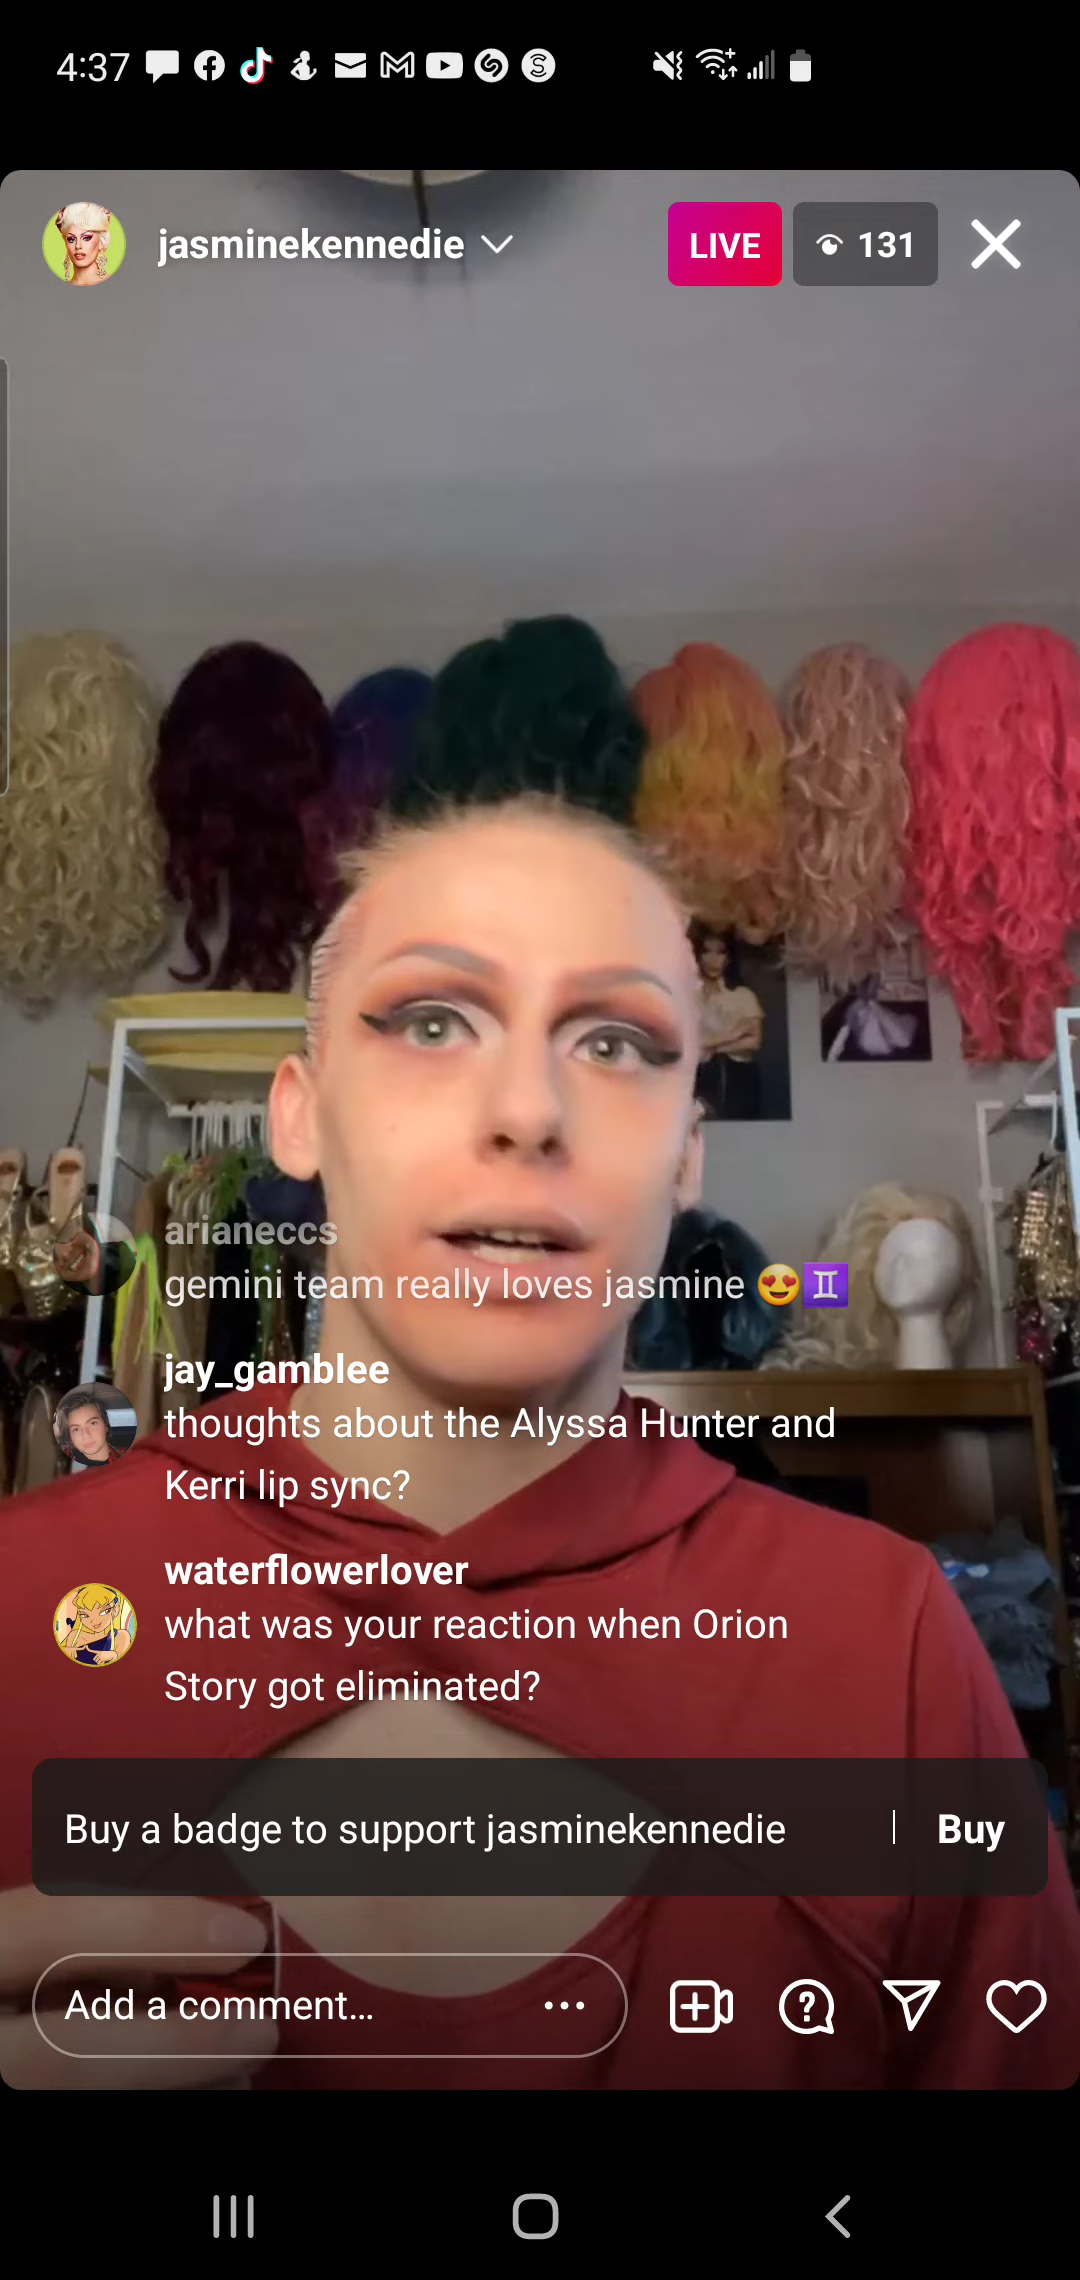 4:37
jasminekennedie
LIVE
131
arianeccs
gemini team really loves jasmine 😍♊
jay_gamblee
thoughts about the Alyssa Hunter and
Kerri lip sync?
waterflowerlover
what was your reaction when Orion
Story got eliminated?
Buy a badge to support jasminekennedie | Buy
Add a comment...